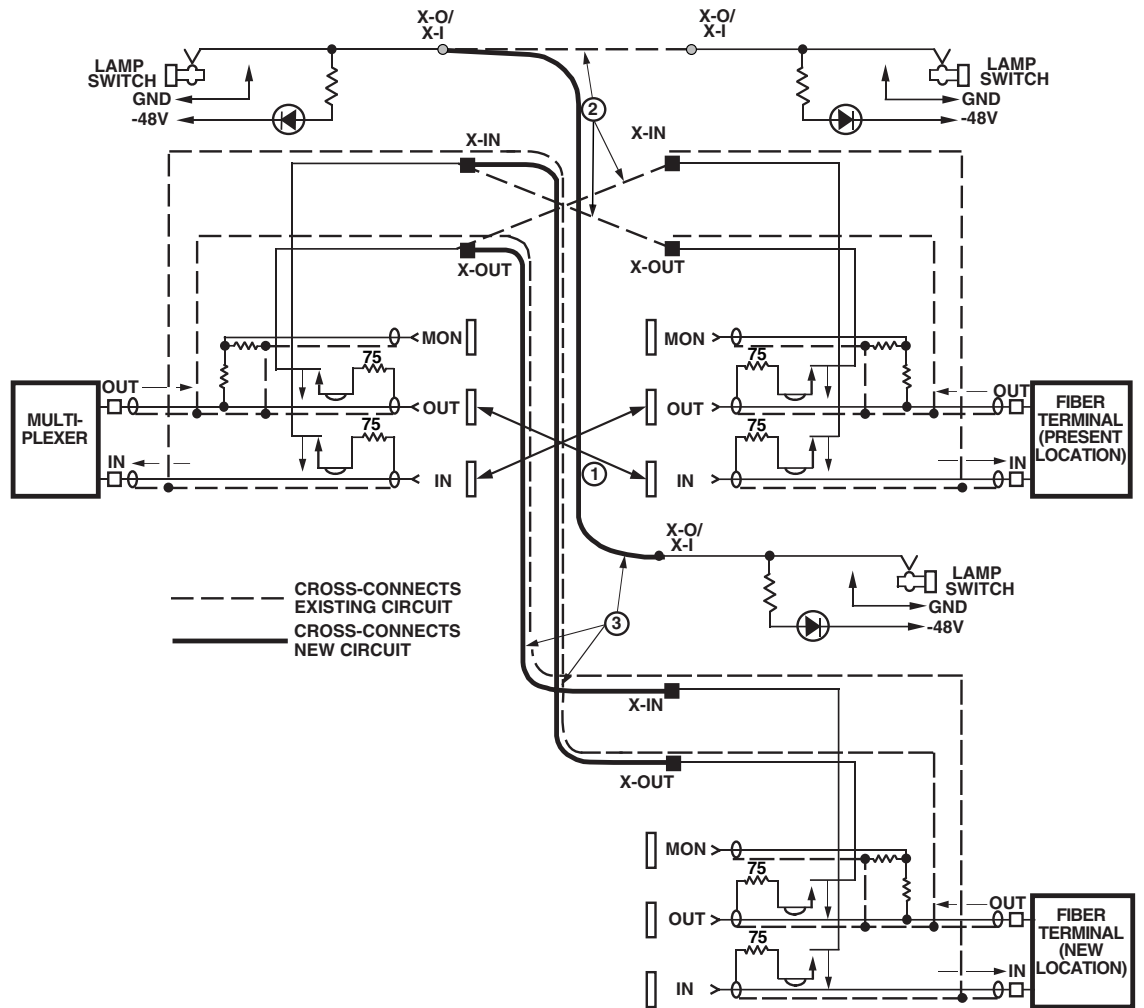 X-O/
X-I
X-O/
X-I
LAMP
SWITCH
GND
-48V
LAMP
SWITCH
GND
-48V
2
X-IN
X-IN
X-OUT
X-OUT
MON
MON
75
75
OUT
OUT
OUT
OUT
MULTI-
PLEXER
FIBER
TERMINAL
(PRESENT
LOCATION)
75
75
IN
IN
IN
IN
1
X-O/
X-I
LAMP
SWITCH
GND
-48V
CROSS-CONNECTS
EXISTING CIRCUIT
CROSS-CONNECTS
NEW CIRCUIT
3
X-IN
X-OUT
MON
75
OUT
OUT
FIBER
TERMINAL
(NEW
LOCATION)
75
IN
IN